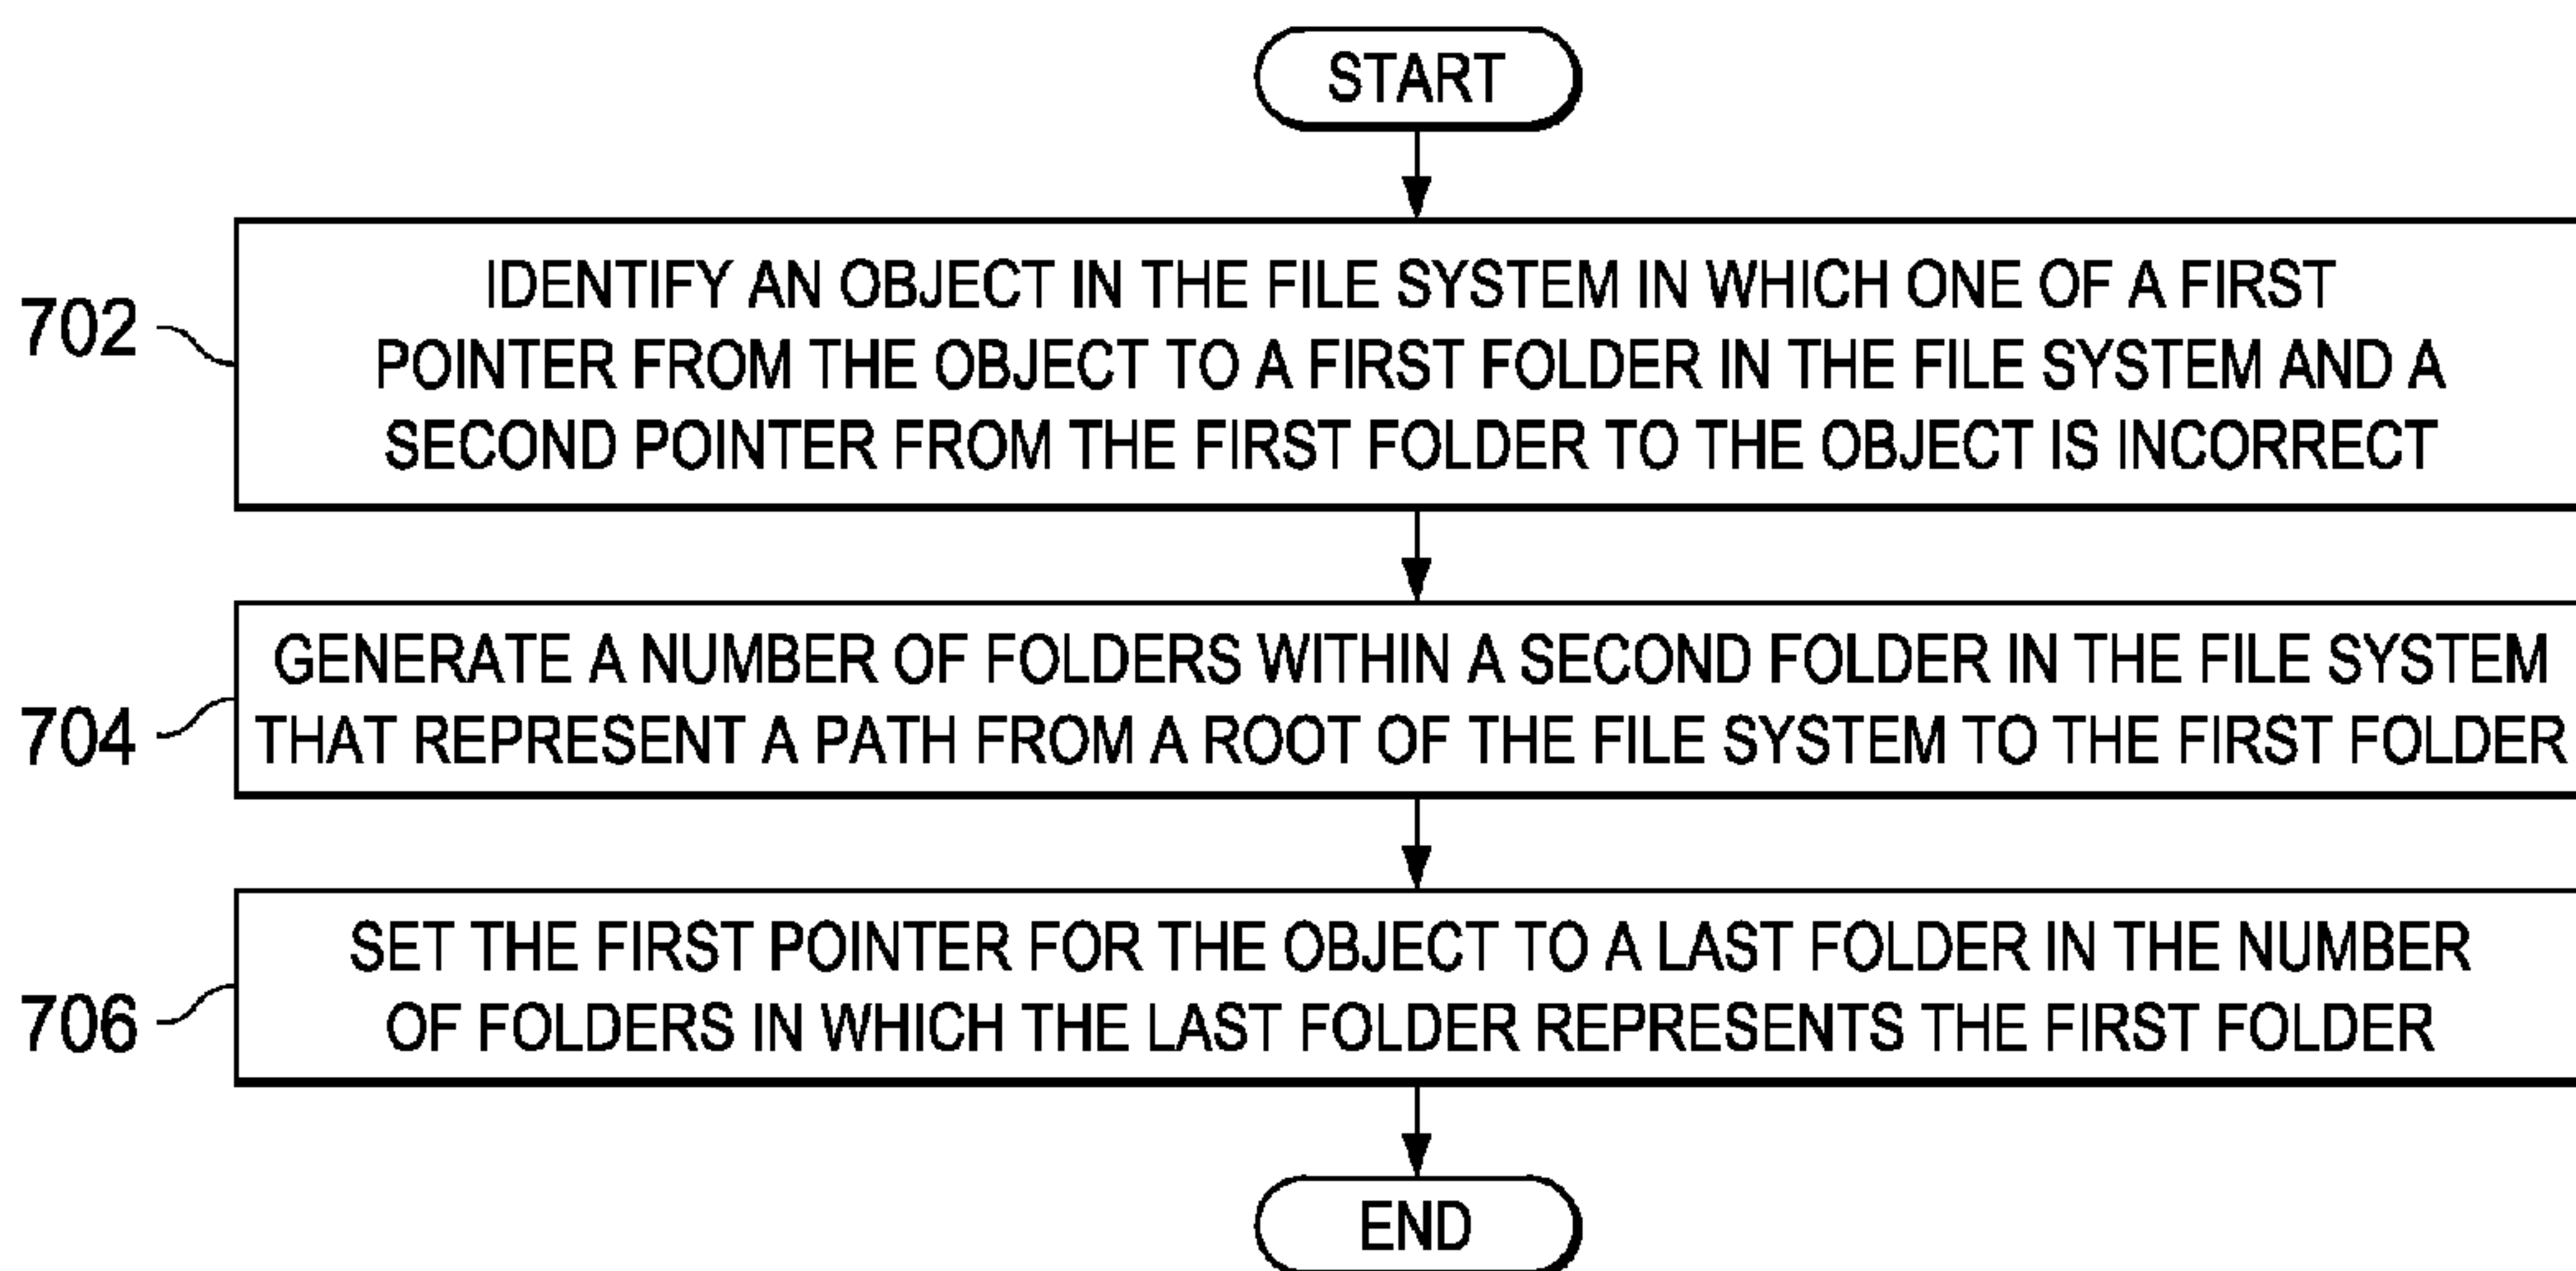 START
702
IDENTIFY AN OBJECT IN THE FILE SYSTEM IN WHICH ONE OF A FIRST
POINTER FROM THE OBJECT TO A FIRST FOLDER IN THE FILE SYSTEM AND A
SECOND POINTER FROM THE FIRST FOLDER TO THE OBJECT IS INCORRECT
704
GENERATE A NUMBER OF FOLDERS WITHIN A SECOND FOLDER IN THE FILE SYSTEM
THAT REPRESENT A PATH FROM A ROOT OF THE FILE SYSTEM TO THE FIRST FOLDER
706
SET THE FIRST POINTER FOR THE OBJECT TO A LAST FOLDER IN THE NUMBER
OF FOLDERS IN WHICH THE LAST FOLDER REPRESENTS THE FIRST FOLDER
END